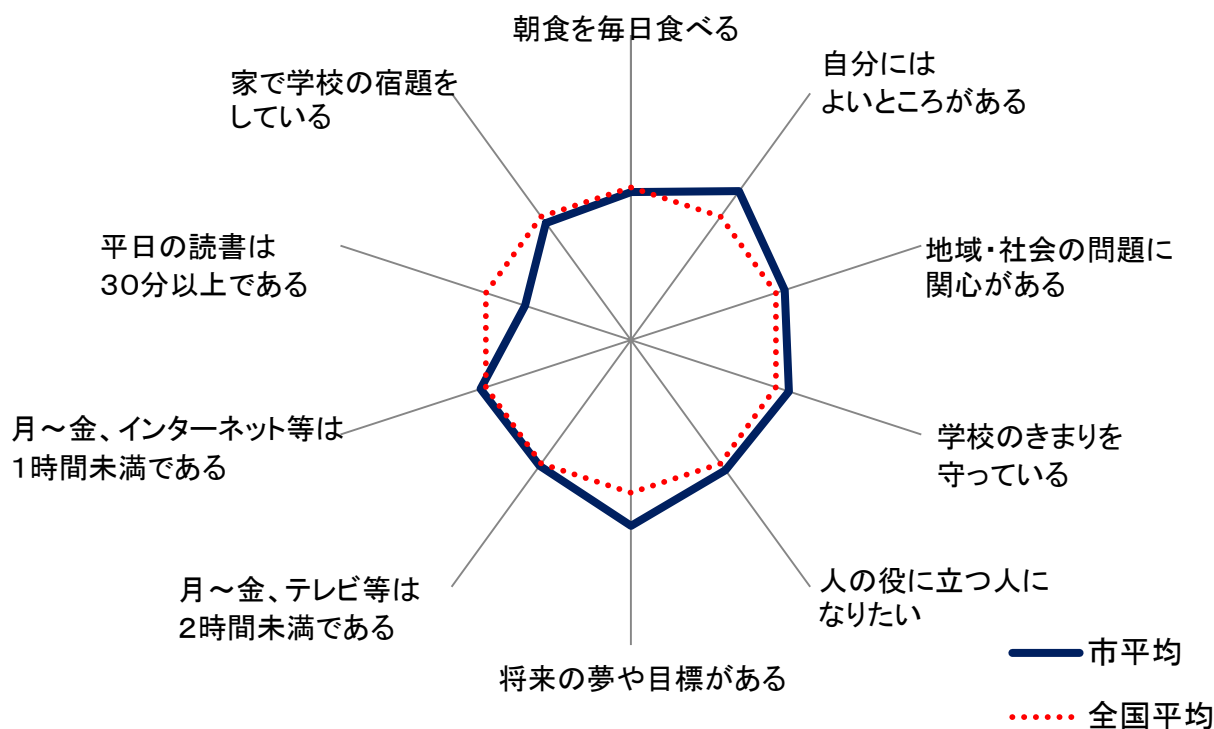 朝食を毎日食べる
自分には
よいところがある
地域・社会の問題に
関心がある
学校のきまりを
守っている
人の役に立つ人に
なりたい
将来の夢や目標がある
月～金、テレビ等は
２時間未満である
月～金、インターネット等は
１時間未満である
平日の読書は
３０分以上である
家で学校の宿題を
している
市平均
全国平均